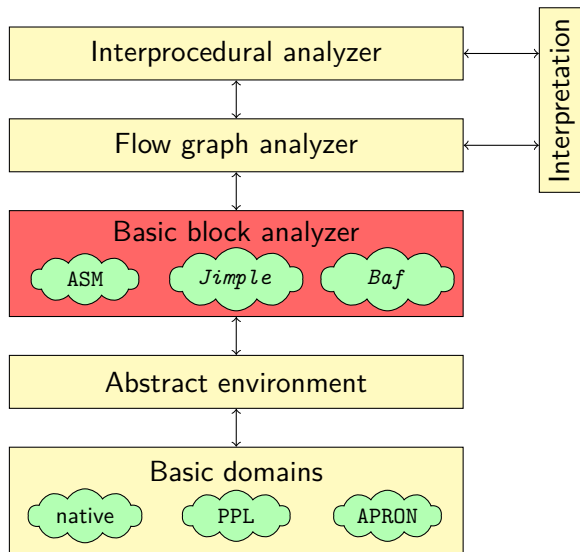 Interprocedural analyzer
Interpretation
Flow graph analyzer
Basic block analyzer
ASM
Jimple
Baf
Abstract environment
Basic domains
native
PPL
APRON